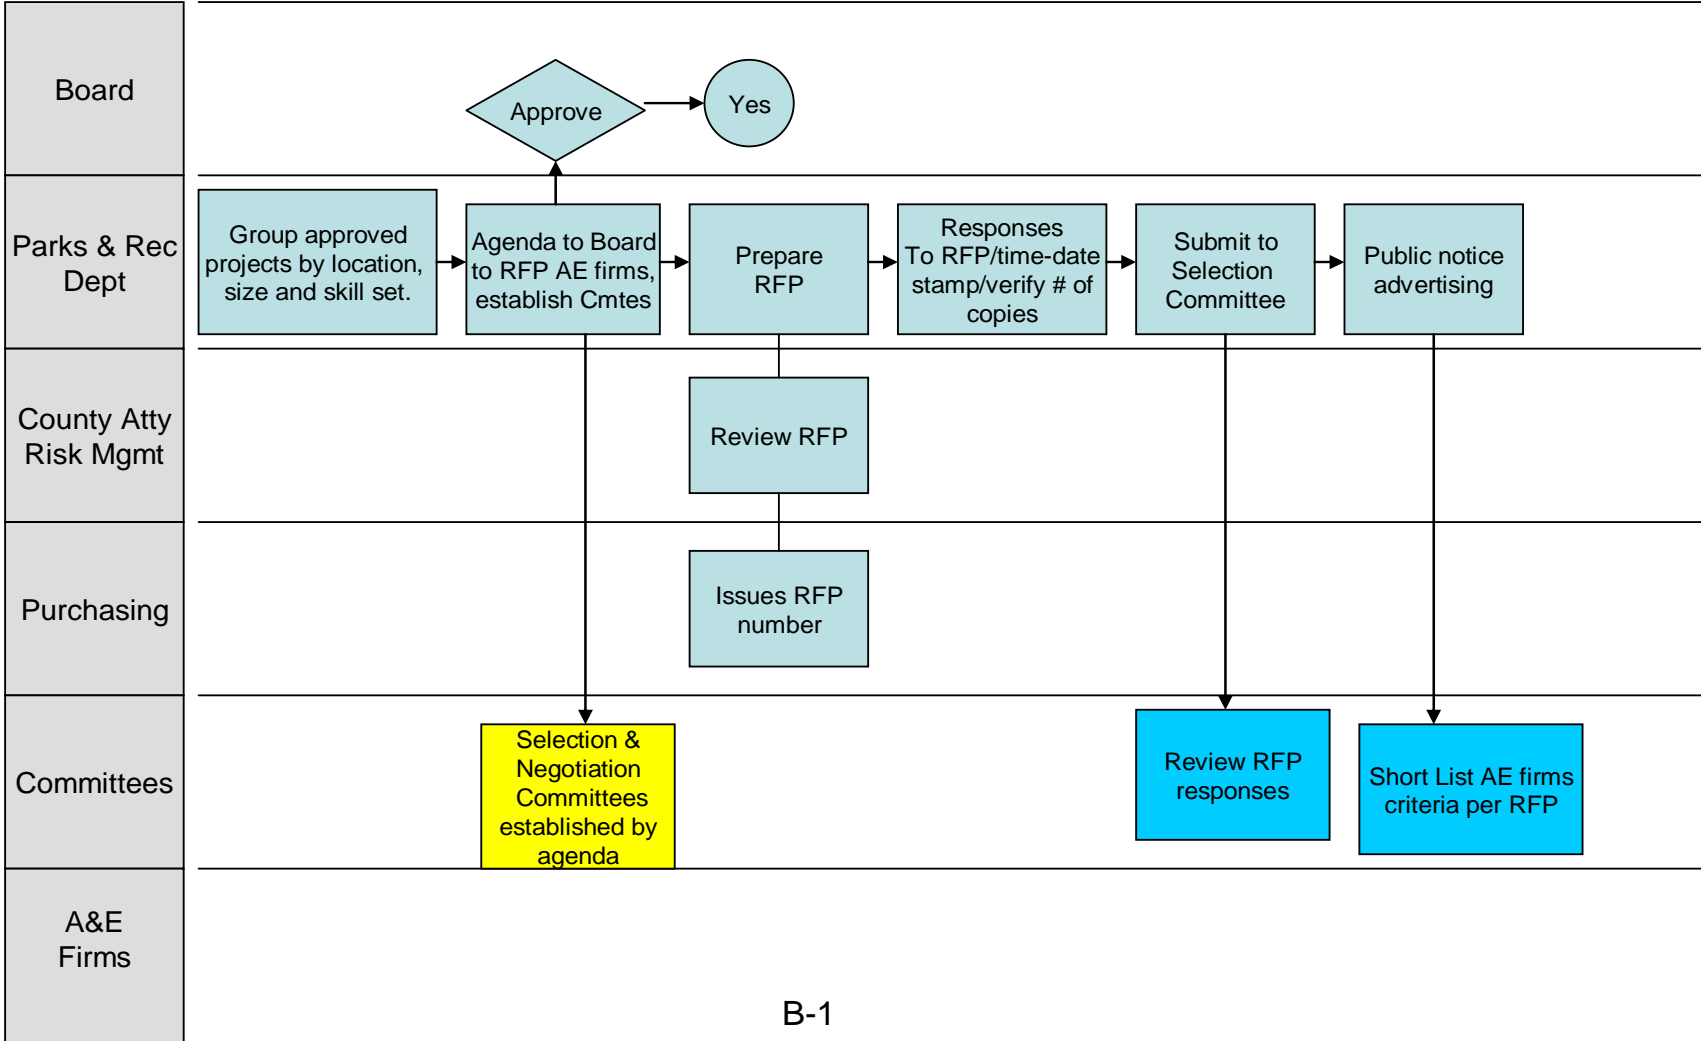 Board
Approve
Yes
Parks & Rec
Dept
Group approved
projects by location,
size and skill set.
Agenda to Board
to RFP AE firms,
establish Cmtes
Prepare
RFP
Responses
To RFP/time-date
stamp/verify # of
copies
Submit to
Selection
Committee
Public notice
advertising
County Atty
Risk Mgmt
Review RFP
Purchasing
Issues RFP
number
Committees
Selection &
Negotiation
Committees
established by
agenda
Review RFP
responses
Short List AE firms
criteria per RFP
A&E
Firms
B-1